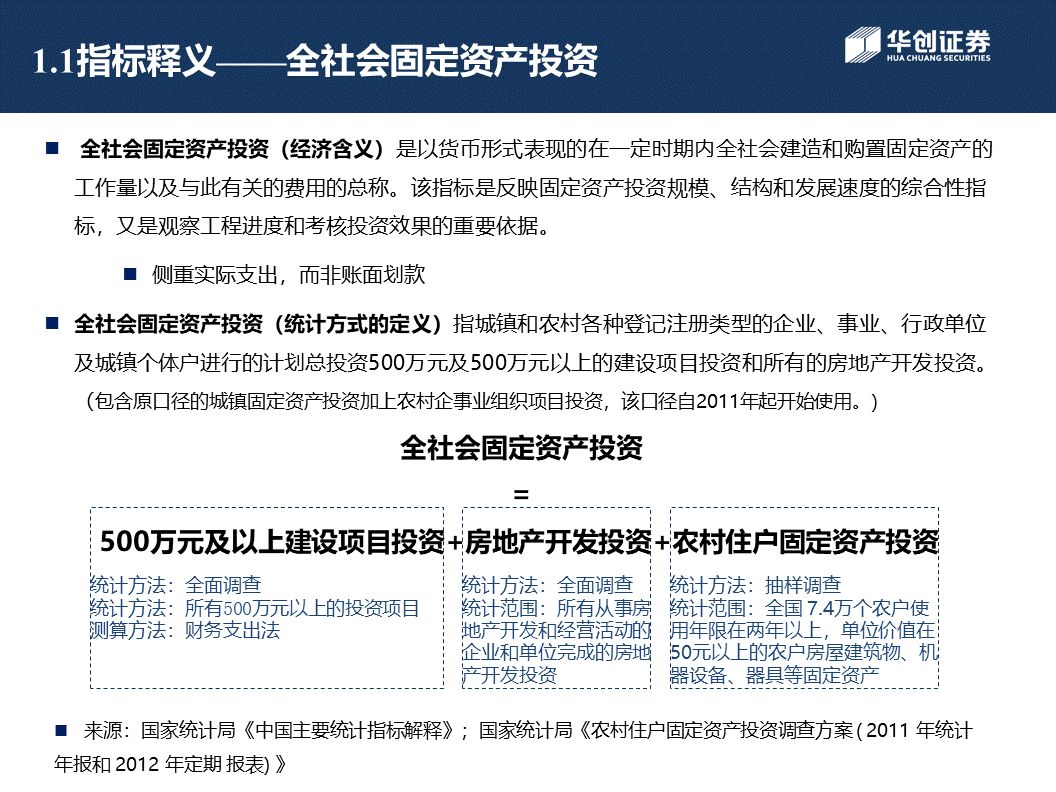 1.1指标释义——全社会固定资产投资
华创证券
HUA CHUANG SECURITIES
全社会固定资产投资（经济含义）是以货币形式表现的在一定时期内全社会建造和购置固定资产的
工作量以及与此有关的费用的总称。该指标是反映固定资产投资规模、结构和发展速度的综合性指
标，又是观察工程进度和考核投资效果的重要依据。
侧重实际支出，而非账面划款
全社会固定资产投资（统计方式的定义）指城镇和农村各种登记注册类型的企业、事业、行政单位
及城镇个体户进行的计划总投资500万元及500万元以上的建设项目投资和所有的房地产开发投资。
（包含原口径的城镇固定资产投资加上农村企事业组织项目投资，该口径自2011年起开始使用。）
全社会固定资产投资
=
500万元及以上建设项目投资+房地产开发投资+农村住户固定资产投资
统计方法：全面调查
统计方法：所有500万元以上的投资项目
测算方法：财务支出法
统计方法：全面调查
统计范围：所有从事房
地产开发和经营活动的
企业和单位完成的房地
产开发投资
统计方法：抽样调查
统计范围：全国 7.4万个农户使
用年限在两年以上，单位价值在
50元以上的农户房屋建筑物、机
器设备、器具等固定资产
来源：国家统计局《中国主要统计指标解释》；国家统计局《农村住户固定资产投资调查方案 ( 2011 年统计
年报和 2012 年定期 报表) 》